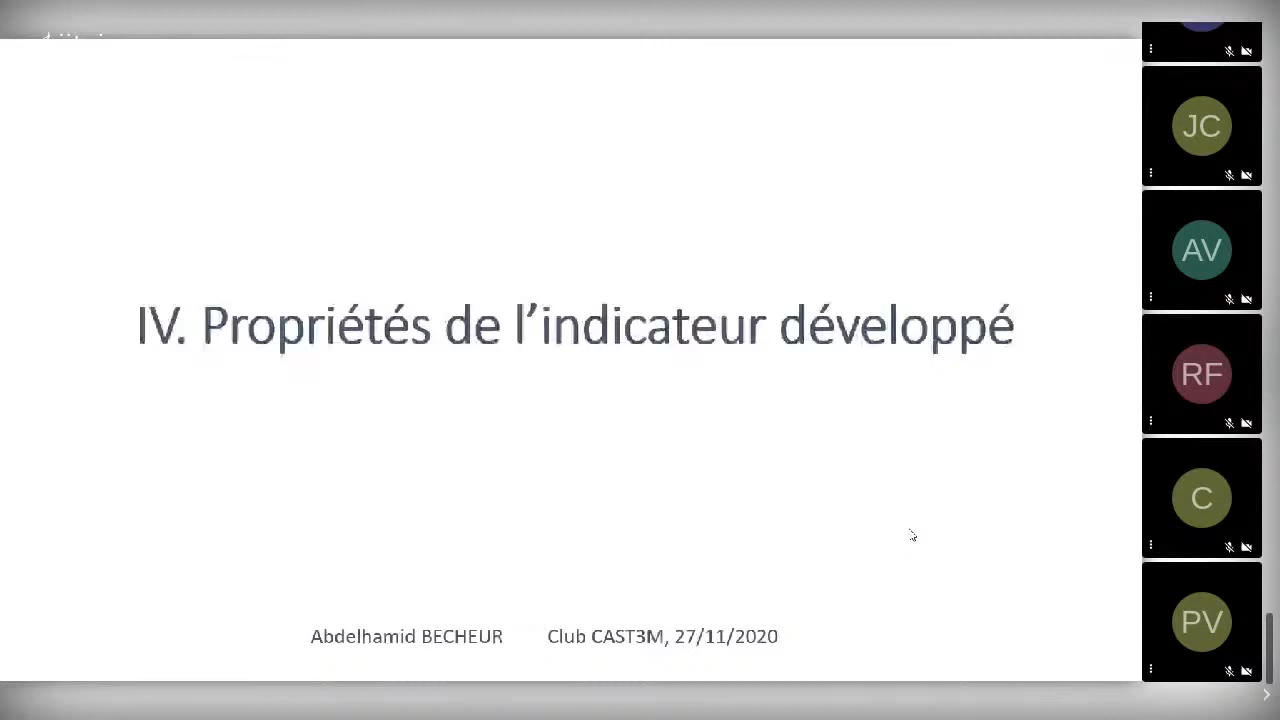 IV. Propriétés de l’indicateur développé
Abdelhamid BECHEUR Club CAST3M, 27/11/2020
JC
AV
RF
C
PV